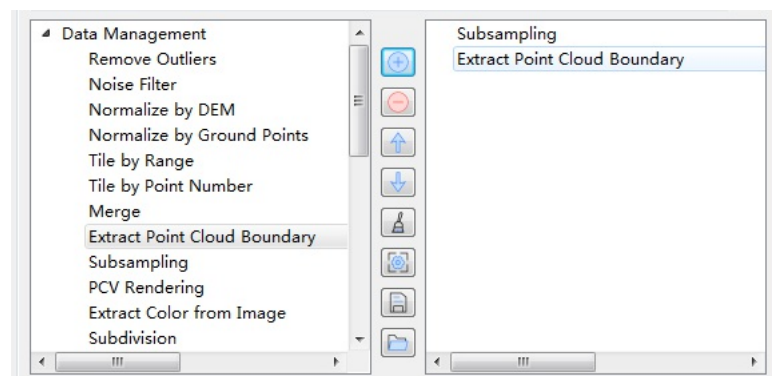 Data Management
Remove Outliers
Noise Filter
Normalize by DEM
Normalize by Ground Points
Tile by Range
Tile by Point Number
Merge
Extract Point Cloud Boundary
Subsampling
PCV Rendering
Extract Color from Image
Subdivision
Subsampling
Extract Point Cloud Boundary